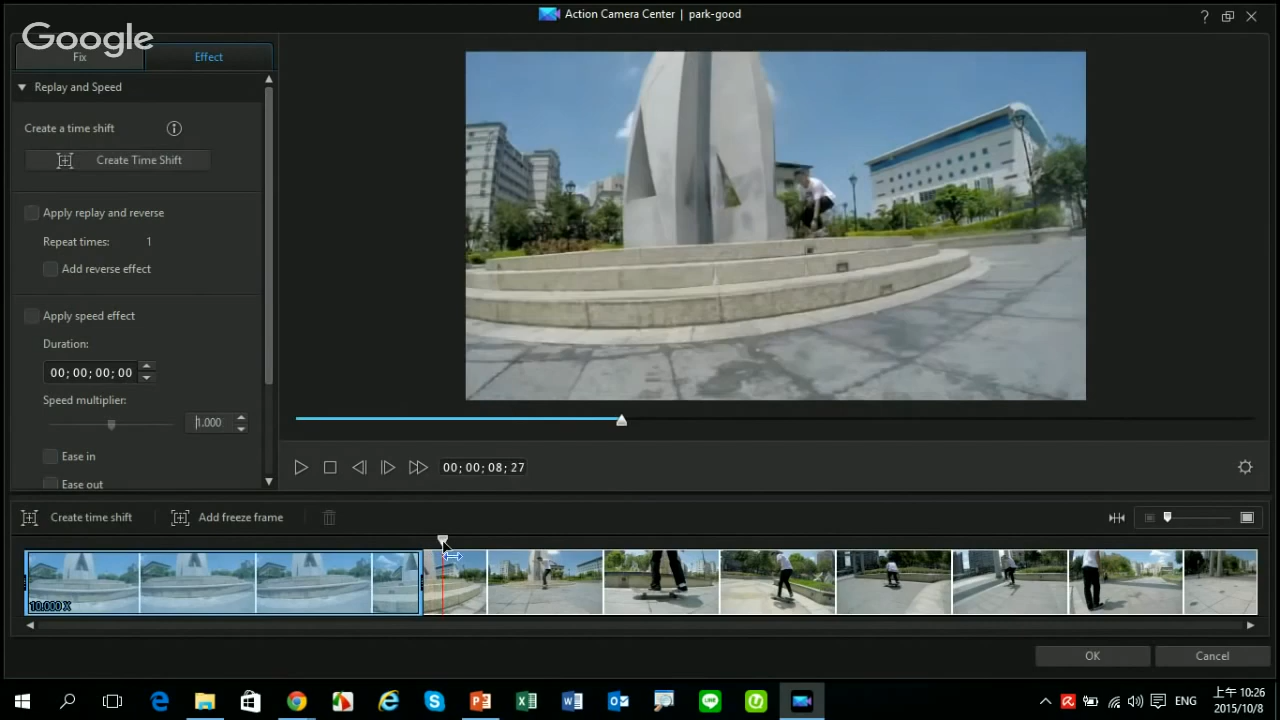 Action Camera Center | park-good
?
Google
Fix
Effect
Replay and Speed
Create a time shift
Create Time Shift
Apply replay and reverse
Repeat times: 1
Add reverse effect
Apply speed effect
Duration:
00; 00; 00; 00
Speed multiplier:
1.000
Ease in
Ease out
00; 00; 08; 27
Create time shift
Add freeze frame
10.000 X
OK
Cancel
ENG
上午 10:26
2015/10/8